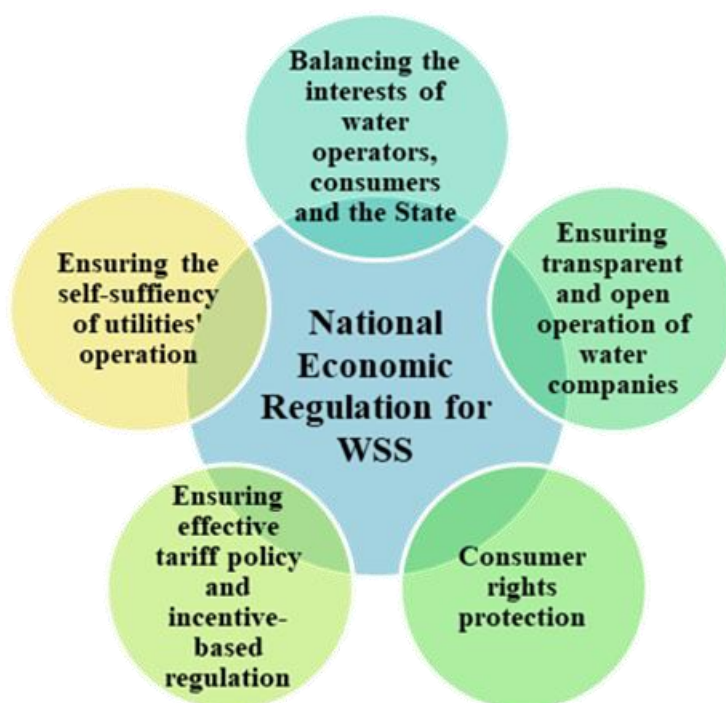 Balancing the
interests of
water
operators,
consumers
and the State
Ensuring
transparent
and open
operation of
water
companies
Consumer
rights
protection
Ensuring
effective
tariff policy
and
incentive-
based
regulation
Ensuring the
self-suffiency
of utilities'
operation
National
Economic
Regulation for
WSS